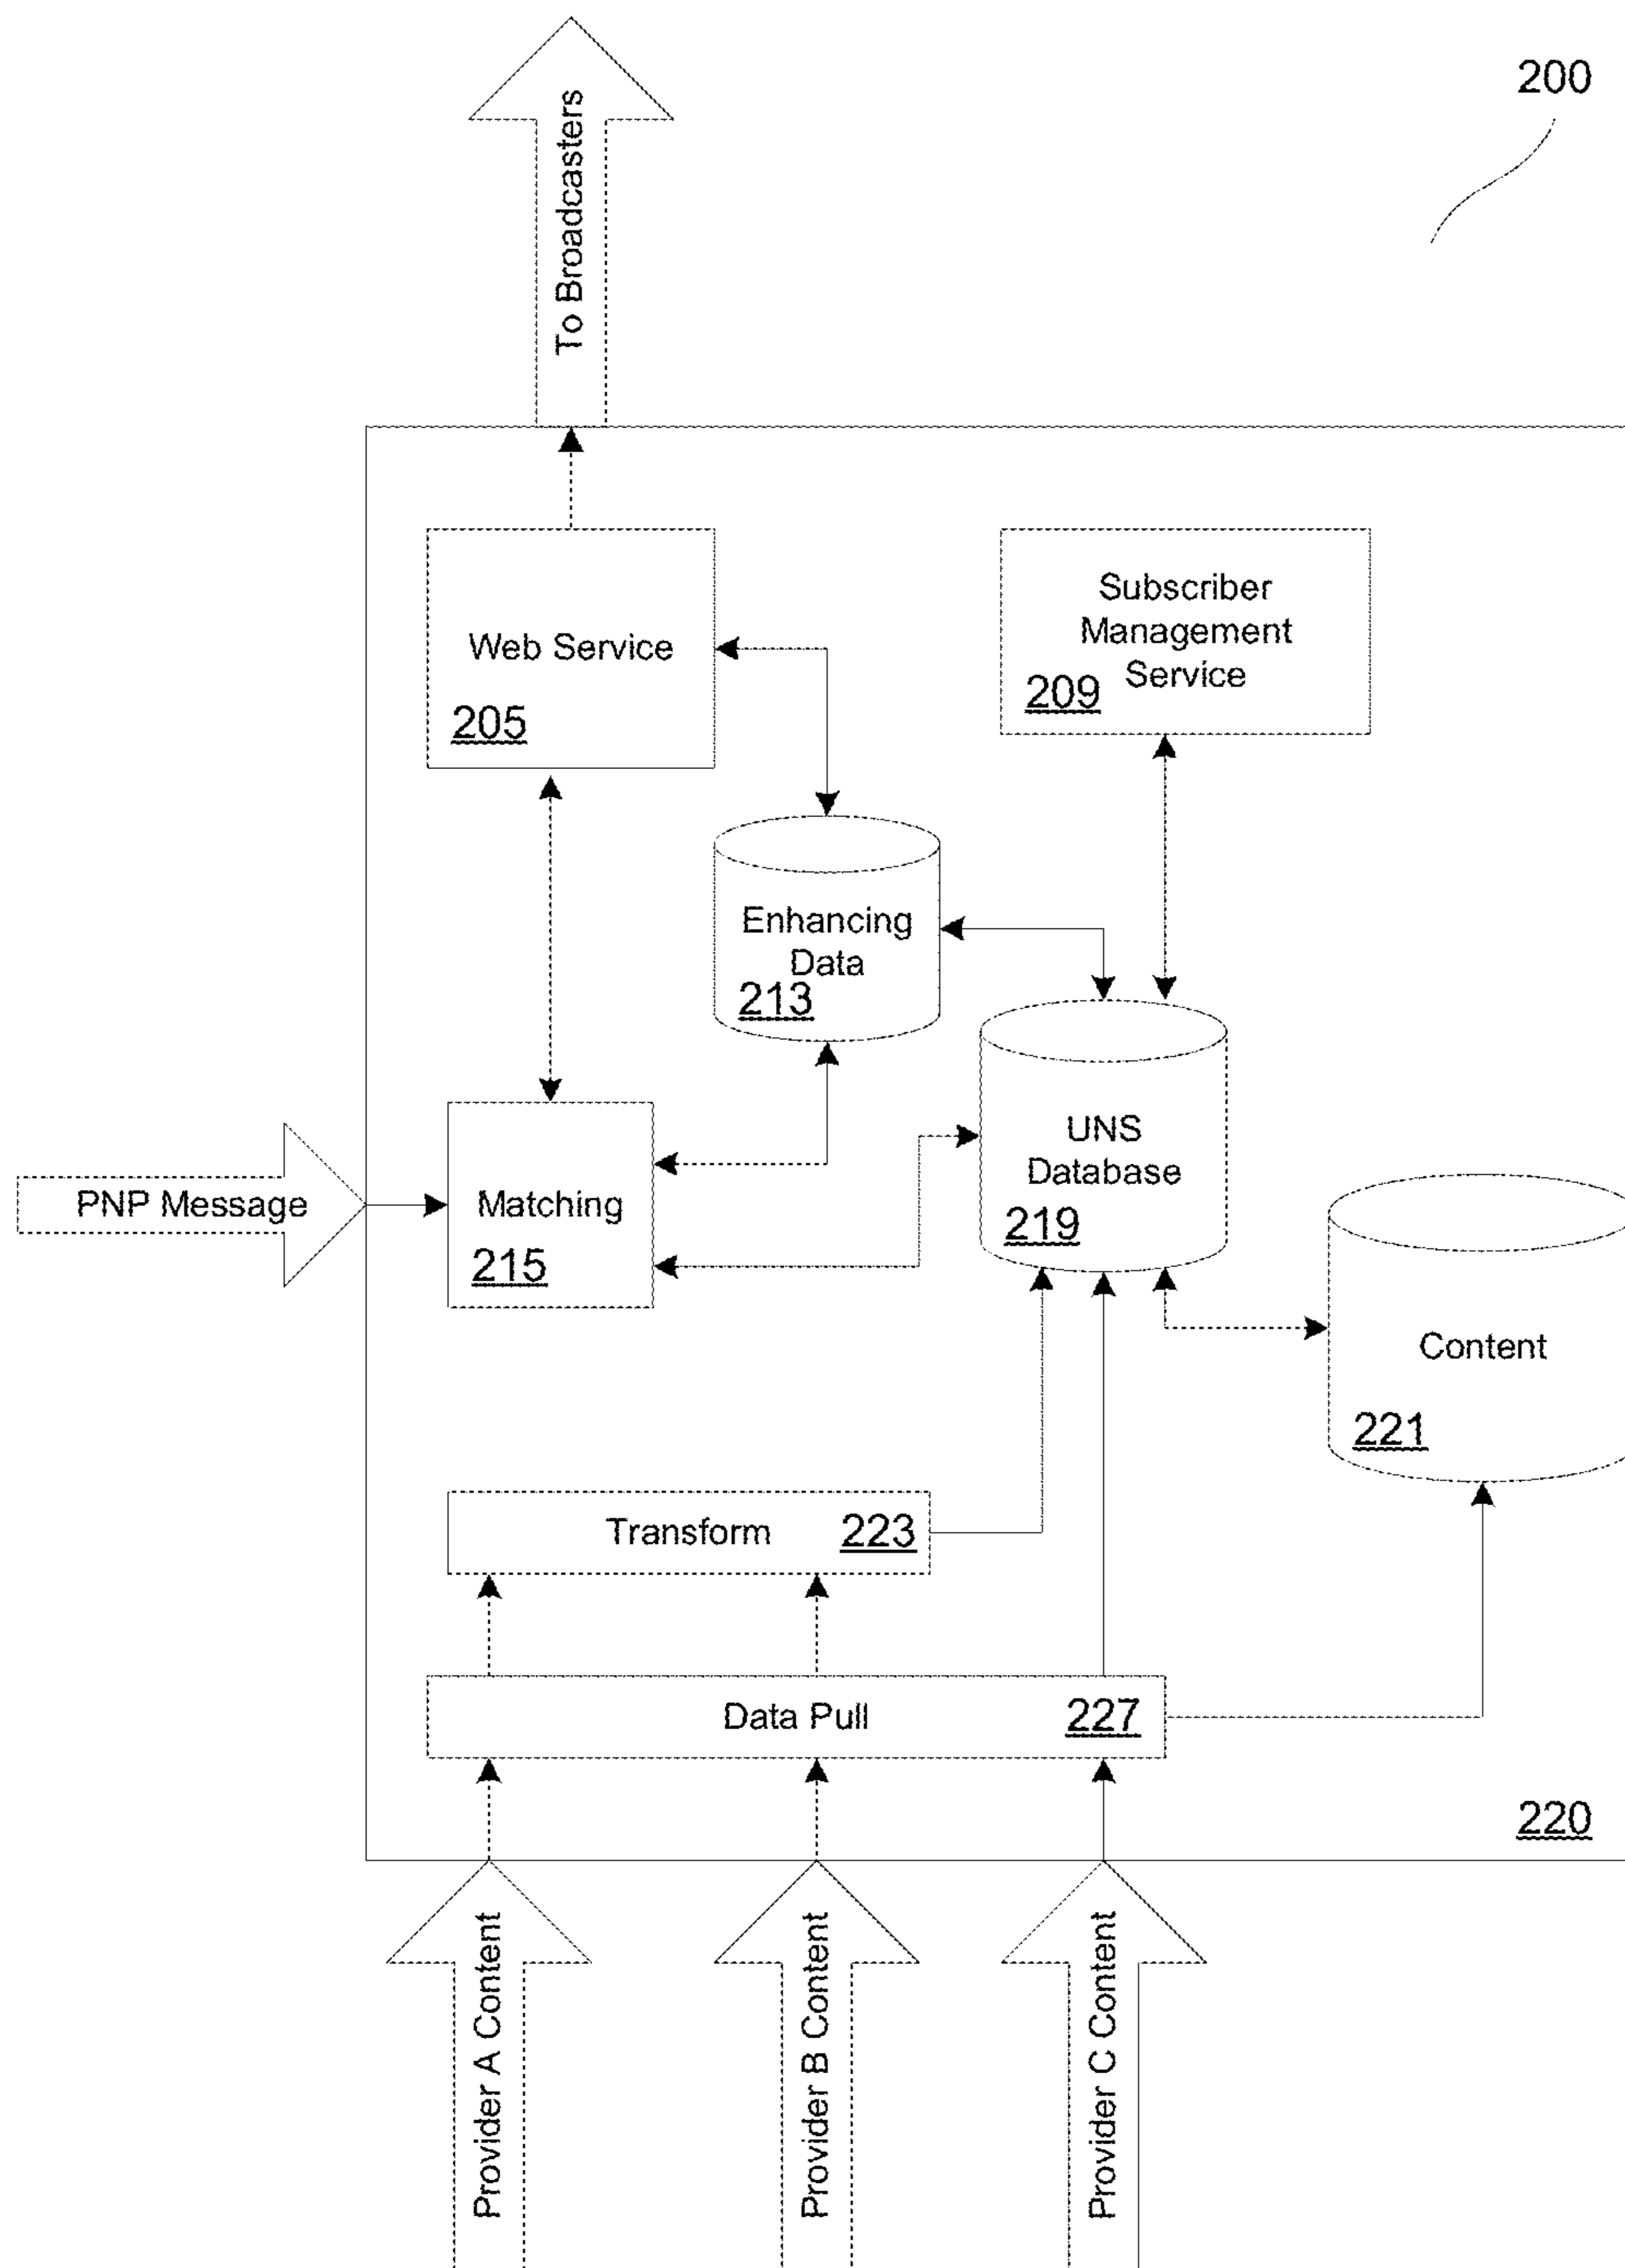 200
To Broadcasters
Web Service
205
Subscriber
Management
Service
209
Enhancing
Data
213
UNS
Database
219
PNP Message
Matching
215
Content
221
Transform
223
Data Pull
227
220
Provider A Content
Provider B Content
Provider C Content